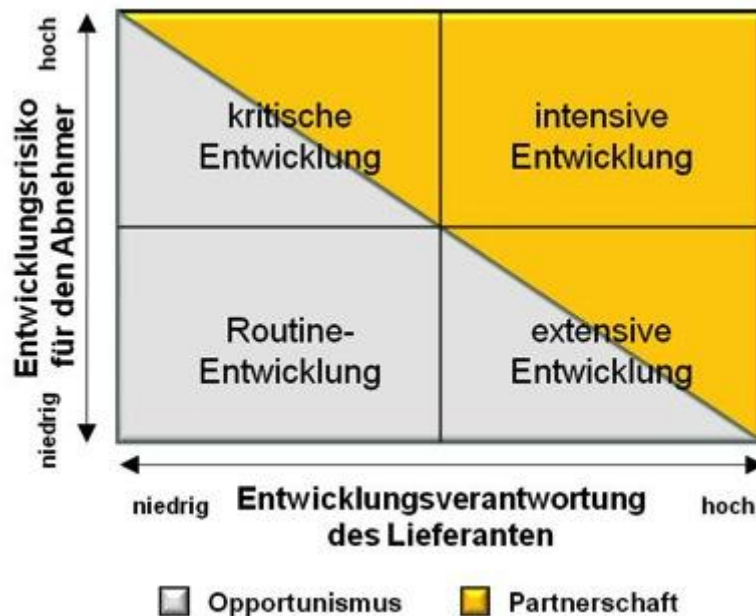 hoch
Entwicklungsrisiko
für den Abnehmer
niedrig
kritische
Entwicklung
intensive
Entwicklung
Routine-
Entwicklung
extensive
Entwicklung
niedrig
Entwicklungsverantwortung
des Lieferanten
hoch
Opportunismus
Partnerschaft